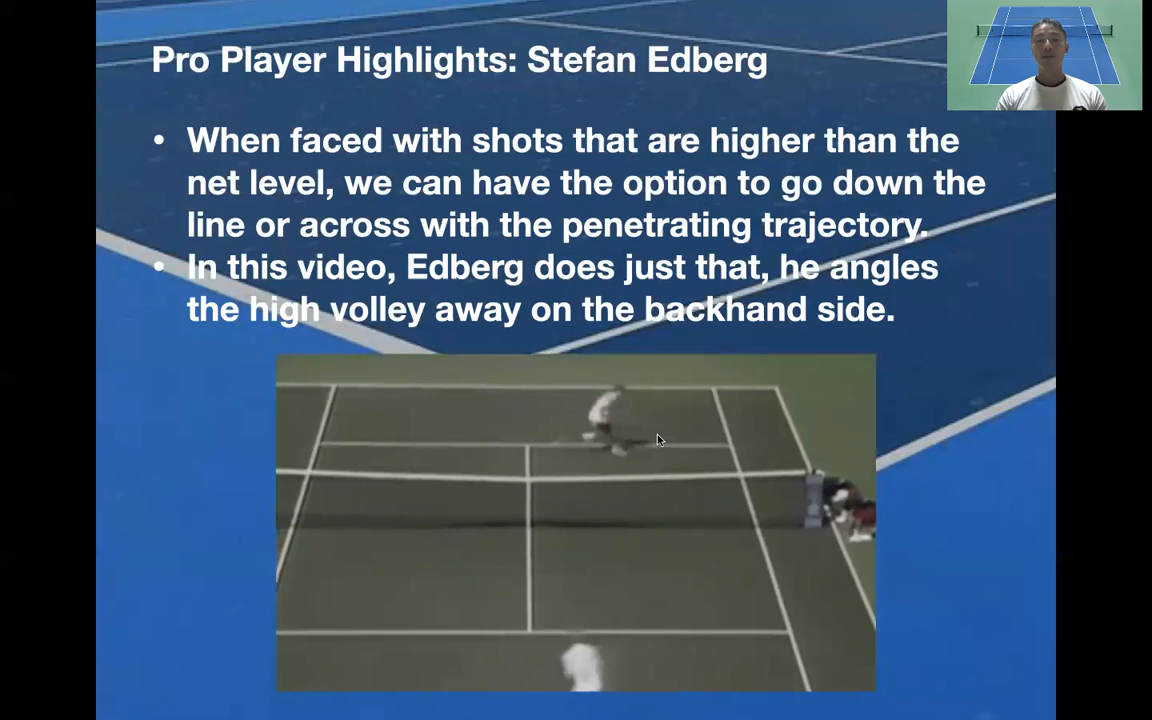 Pro Player Highlights: Stefan Edberg
• When faced with shots that are higher than the
net level, we can have the option to go down the
line or across with the penetrating trajectory.
• In this video, Edberg does just that, he angles
the high volley away on the backhand side.